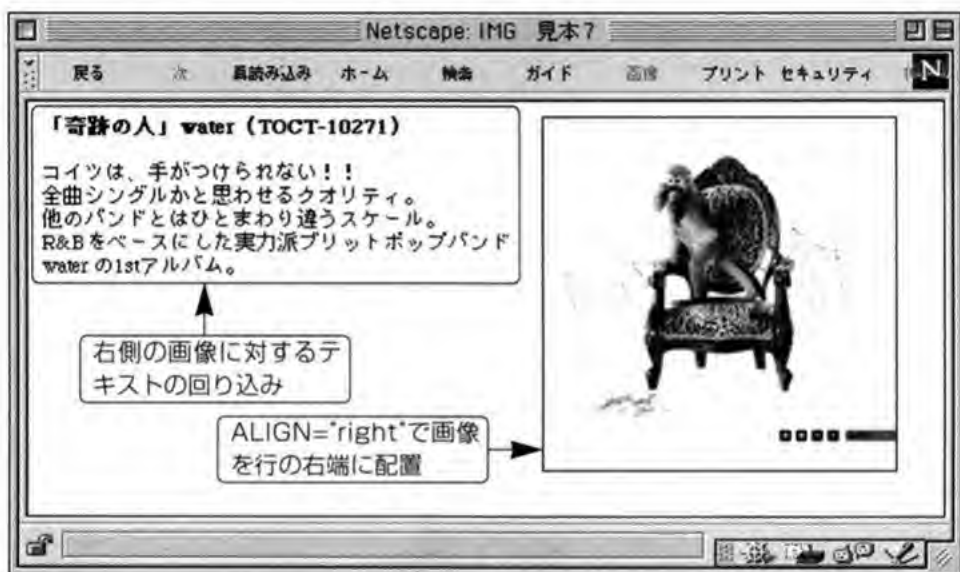 Netscape: IMG 見本7
戻る 次 再読み込み ホーム 検索 ガイド 画像 プリント セキュリティ N
「奇跡の人」water（TOCT-10271）
コイツは、手がつけられない！！
全曲シングルかと思わせるクオリティ。
他のバンドとはひとまわり違うスケール。
R&Bをベースにした実力派ブリットポップバンド
waterの1stアルバム。
右側の画像に対するテ
キストの回り込み
ALIGN="right"で画像
を行の右端に配置